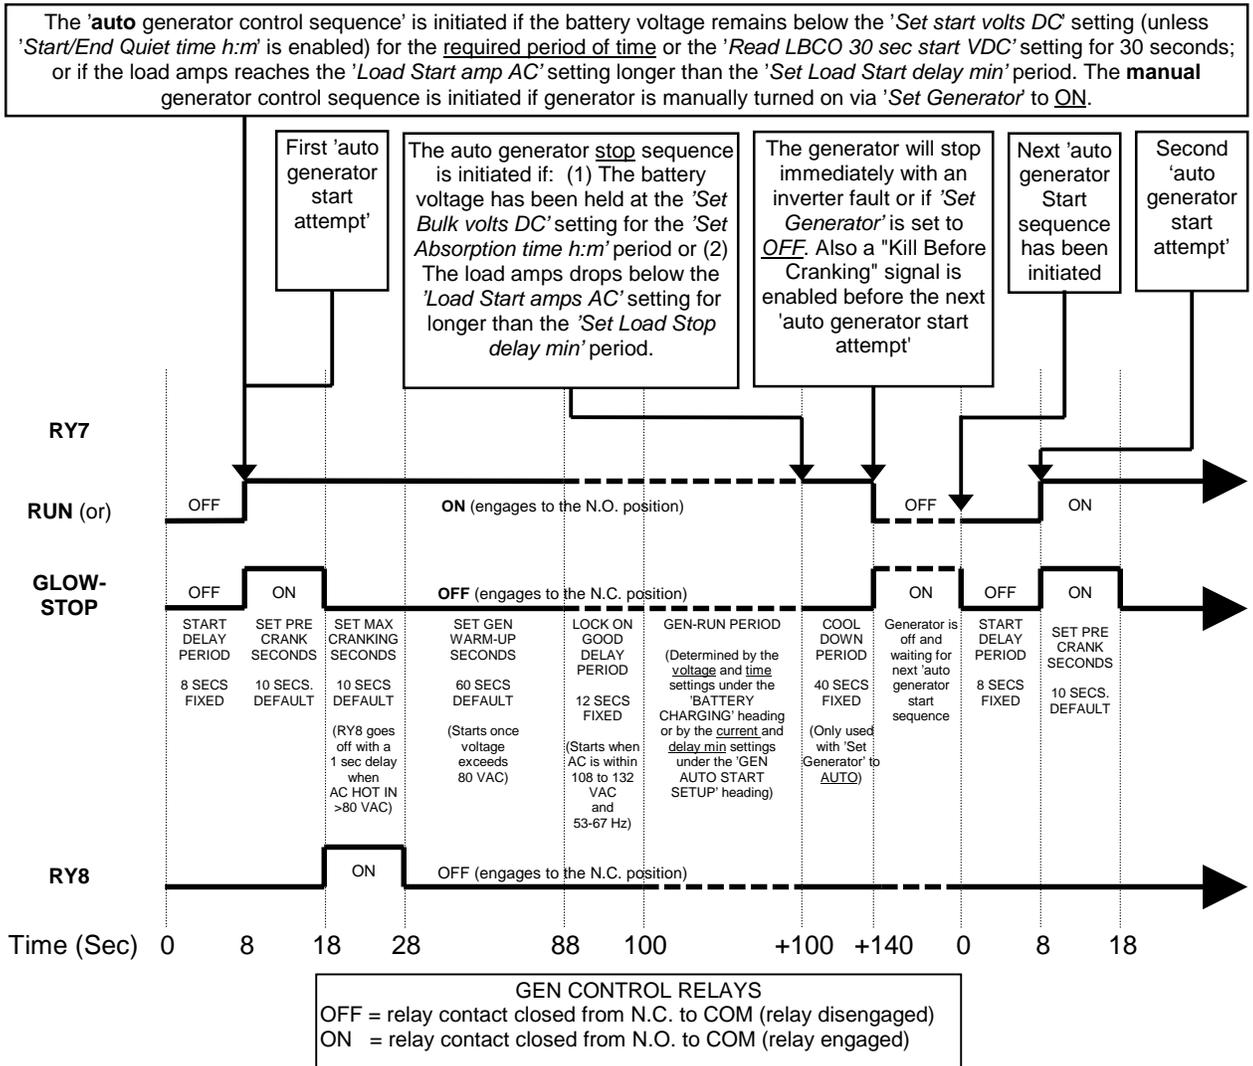 The 'auto generator control sequence' is initiated if the battery voltage remains below the 'Set start volts DC' setting (unless
'Start/End Quiet time h:m' is enabled) for the required period of time or the 'Read LBCO 30 sec start VDC' setting for 30 seconds;
or if the load amps reaches the 'Load Start amp AC' setting longer than the 'Set Load Start delay min' period. The manual
generator control sequence is initiated if generator is manually turned on via 'Set Generator' to ON.
First 'auto
generator
start
attempt'
The auto generator stop sequence
is initiated if: (1) The battery
voltage has been held at the 'Set
Bulk volts DC' setting for the 'Set
Absorption time h:m' period or (2)
The load amps drops below the
'Load Start amps AC' setting for
longer than the 'Set Load Stop
delay min' period.
The generator will stop
immediately with an
inverter fault or if 'Set
Generator' is set to
OFF. Also a "Kill Before
Cranking" signal is
enabled before the next
'auto generator start
attempt'
Next 'auto
generator
Start
sequence
has been
initiated
Second
'auto
generator
start
attempt'
RY7
RUN (or)
OFF
ON (engages to the N.O. position)
OFF
ON
GLOW-
STOP
OFF
ON
OFF (engages to the N.C. position)
ON
OFF
ON
START
DELAY
PERIOD
8 SECS
FIXED
SET PRE
CRANK
SECONDS
10 SECS.
DEFAULT
SET MAX
CRANKING
SECONDS
10 SECS
DEFAULT
(RY8 goes
off with a
1 sec delay
when
AC HOT IN
>80 VAC)
SET GEN
WARM-UP
SECONDS
60 SECS
DEFAULT
(Starts once
voltage
exceeds
80 VAC)
LOCK ON
GOOD
DELAY
PERIOD
12 SECS
FIXED
(Starts when
AC is within
108 to 132
VAC
and
53-67 Hz)
GEN-RUN PERIOD
(Determined by the
voltage and time
settings under the
'BATTERY
CHARGING' heading
or by the current and
delay min settings
under the 'GEN
AUTO START
SETUP' heading)
COOL
DOWN
PERIOD
40 SECS
FIXED
(Only used
with 'Set
Generator' to
AUTO)
Generator is
off and
waiting for
next 'auto
generator
start
sequence
START
DELAY
PERIOD
8 SECS
FIXED
SET PRE
CRANK
SECONDS
10 SECS.
DEFAULT
RY8
ON
OFF (engages to the N.C. position)
Time (Sec) 0 8 18 28 88 100 +100 +140 0 8 18
GEN CONTROL RELAYS
OFF = relay contact closed from N.C. to COM (relay disengaged)
ON = relay contact closed from N.O. to COM (relay engaged)